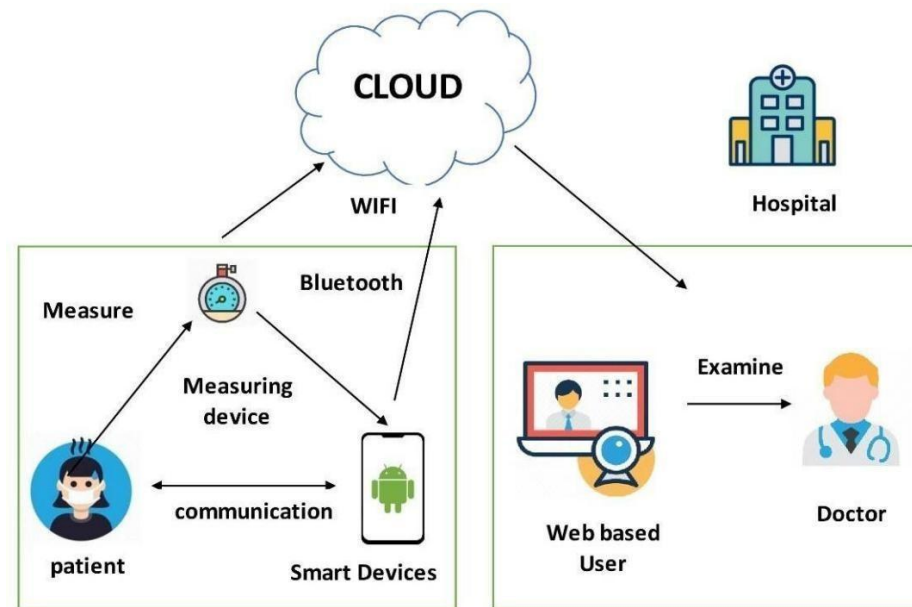 CLOUD
WIFI
Hospital
Measure
Bluetooth
Measuring
device
Examine
communication
patient
Smart Devices
Web based
User
Doctor